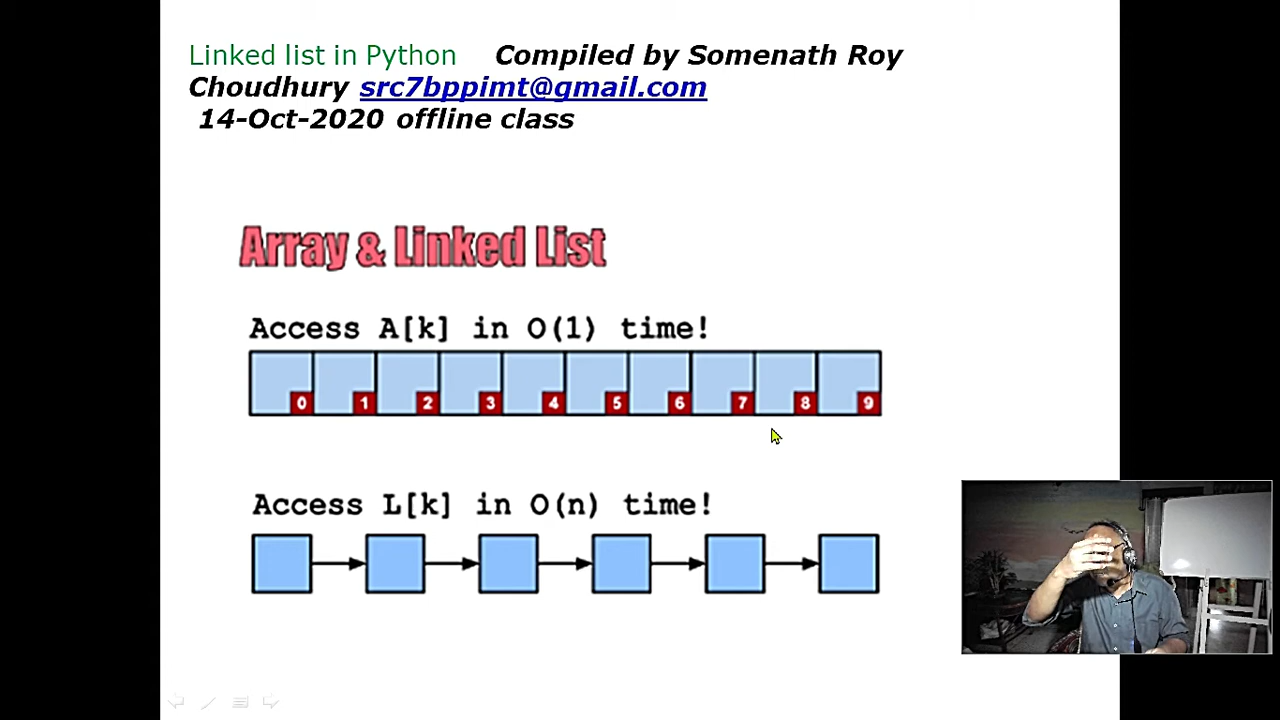 Linked list in Python Compiled by Somenath Roy
Choudhury src7bppimt@gmail.com
14-Oct-2020 offline class
Array & Linked List
Access A[k] in O(1) time!
0 1 2 3 4 5 6 7 8 9
Access L[k] in O(n) time!